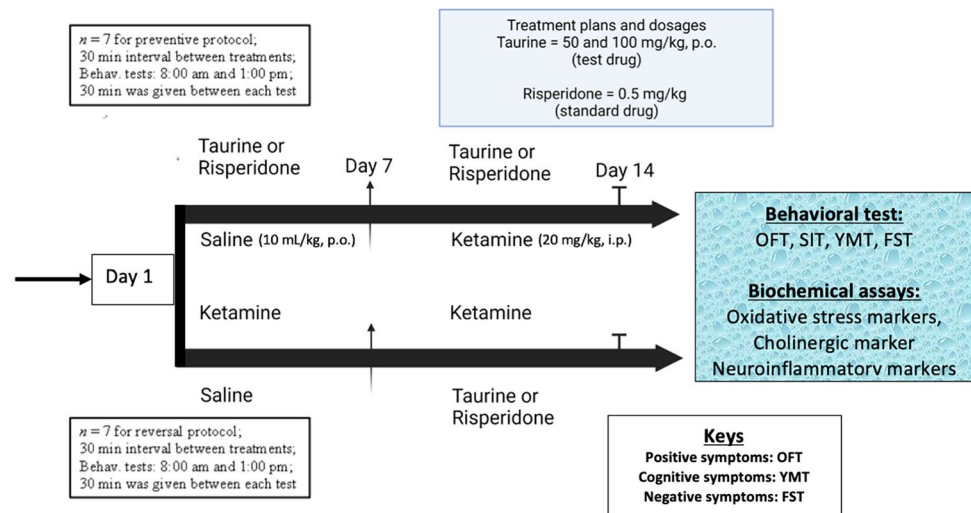 n = 7 for preventive protocol;
30 min interval between treatments;
Behav. tests: 8:00 am and 1:00 pm;
30 min was given between each test
Treatment plans and dosages
Taurine = 50 and 100 mg/kg, p.o.
(test drug)
Risperidone = 0.5 mg/kg
(standard drug)
Taurine or
Risperidone
Day 7
Taurine or
Risperidone
Day 14
Saline (10 mL/kg, p.o.)
Ketamine (20 mg/kg, i.p.)
Day 1
Ketamine
Ketamine
Saline
Taurine or
Risperidone
Behavioral test:
OFT, SIT, YMT, FST
Biochemical assays:
Oxidative stress markers,
Cholinergic marker
Neuroinflammatory markers
n = 7 for reversal protocol;
30 min interval between treatments;
Behav. tests: 8:00 am and 1:00 pm;
30 min was given between each test
Keys
Positive symptoms: OFT
Cognitive symptoms: YMT
Negative symptoms: FST